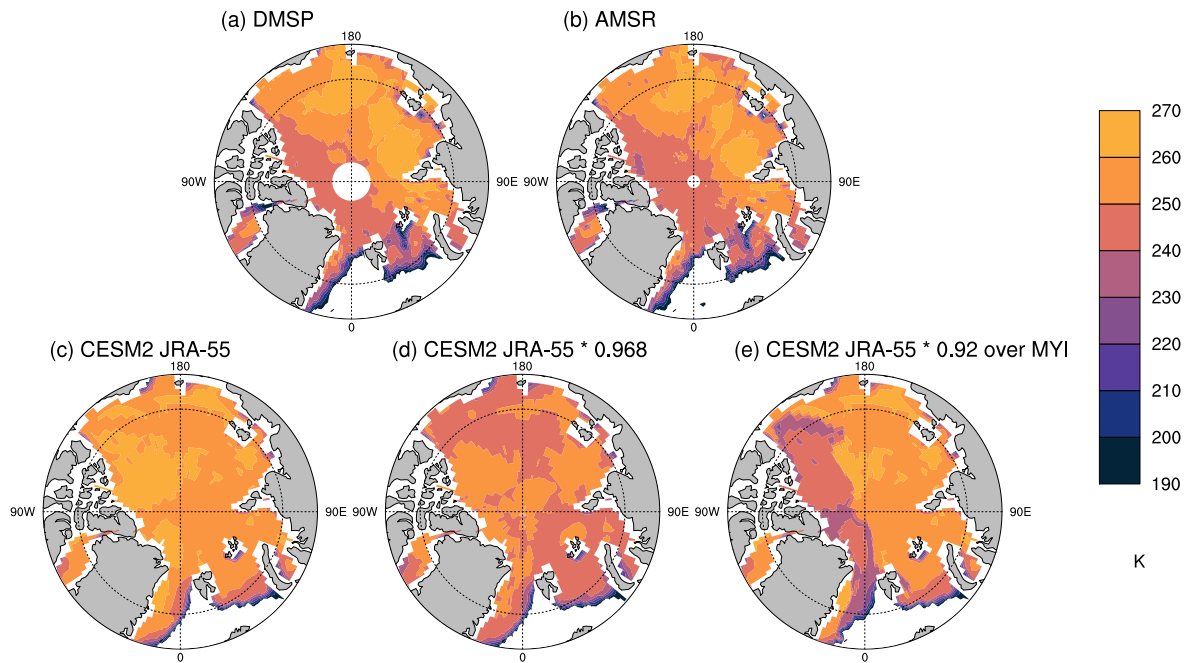 (a) DMSP
(b) AMSR
180
180
90W
90E
90W
90E
0
0
270
260
250
240
230
220
210
200
190
K
(c) CESM2 JRA-55
(d) CESM2 JRA-55 * 0.968
(e) CESM2 JRA-55 * 0.92 over MYI
180
180
180
90W
90E
90W
90E
90W
90E
0
0
0